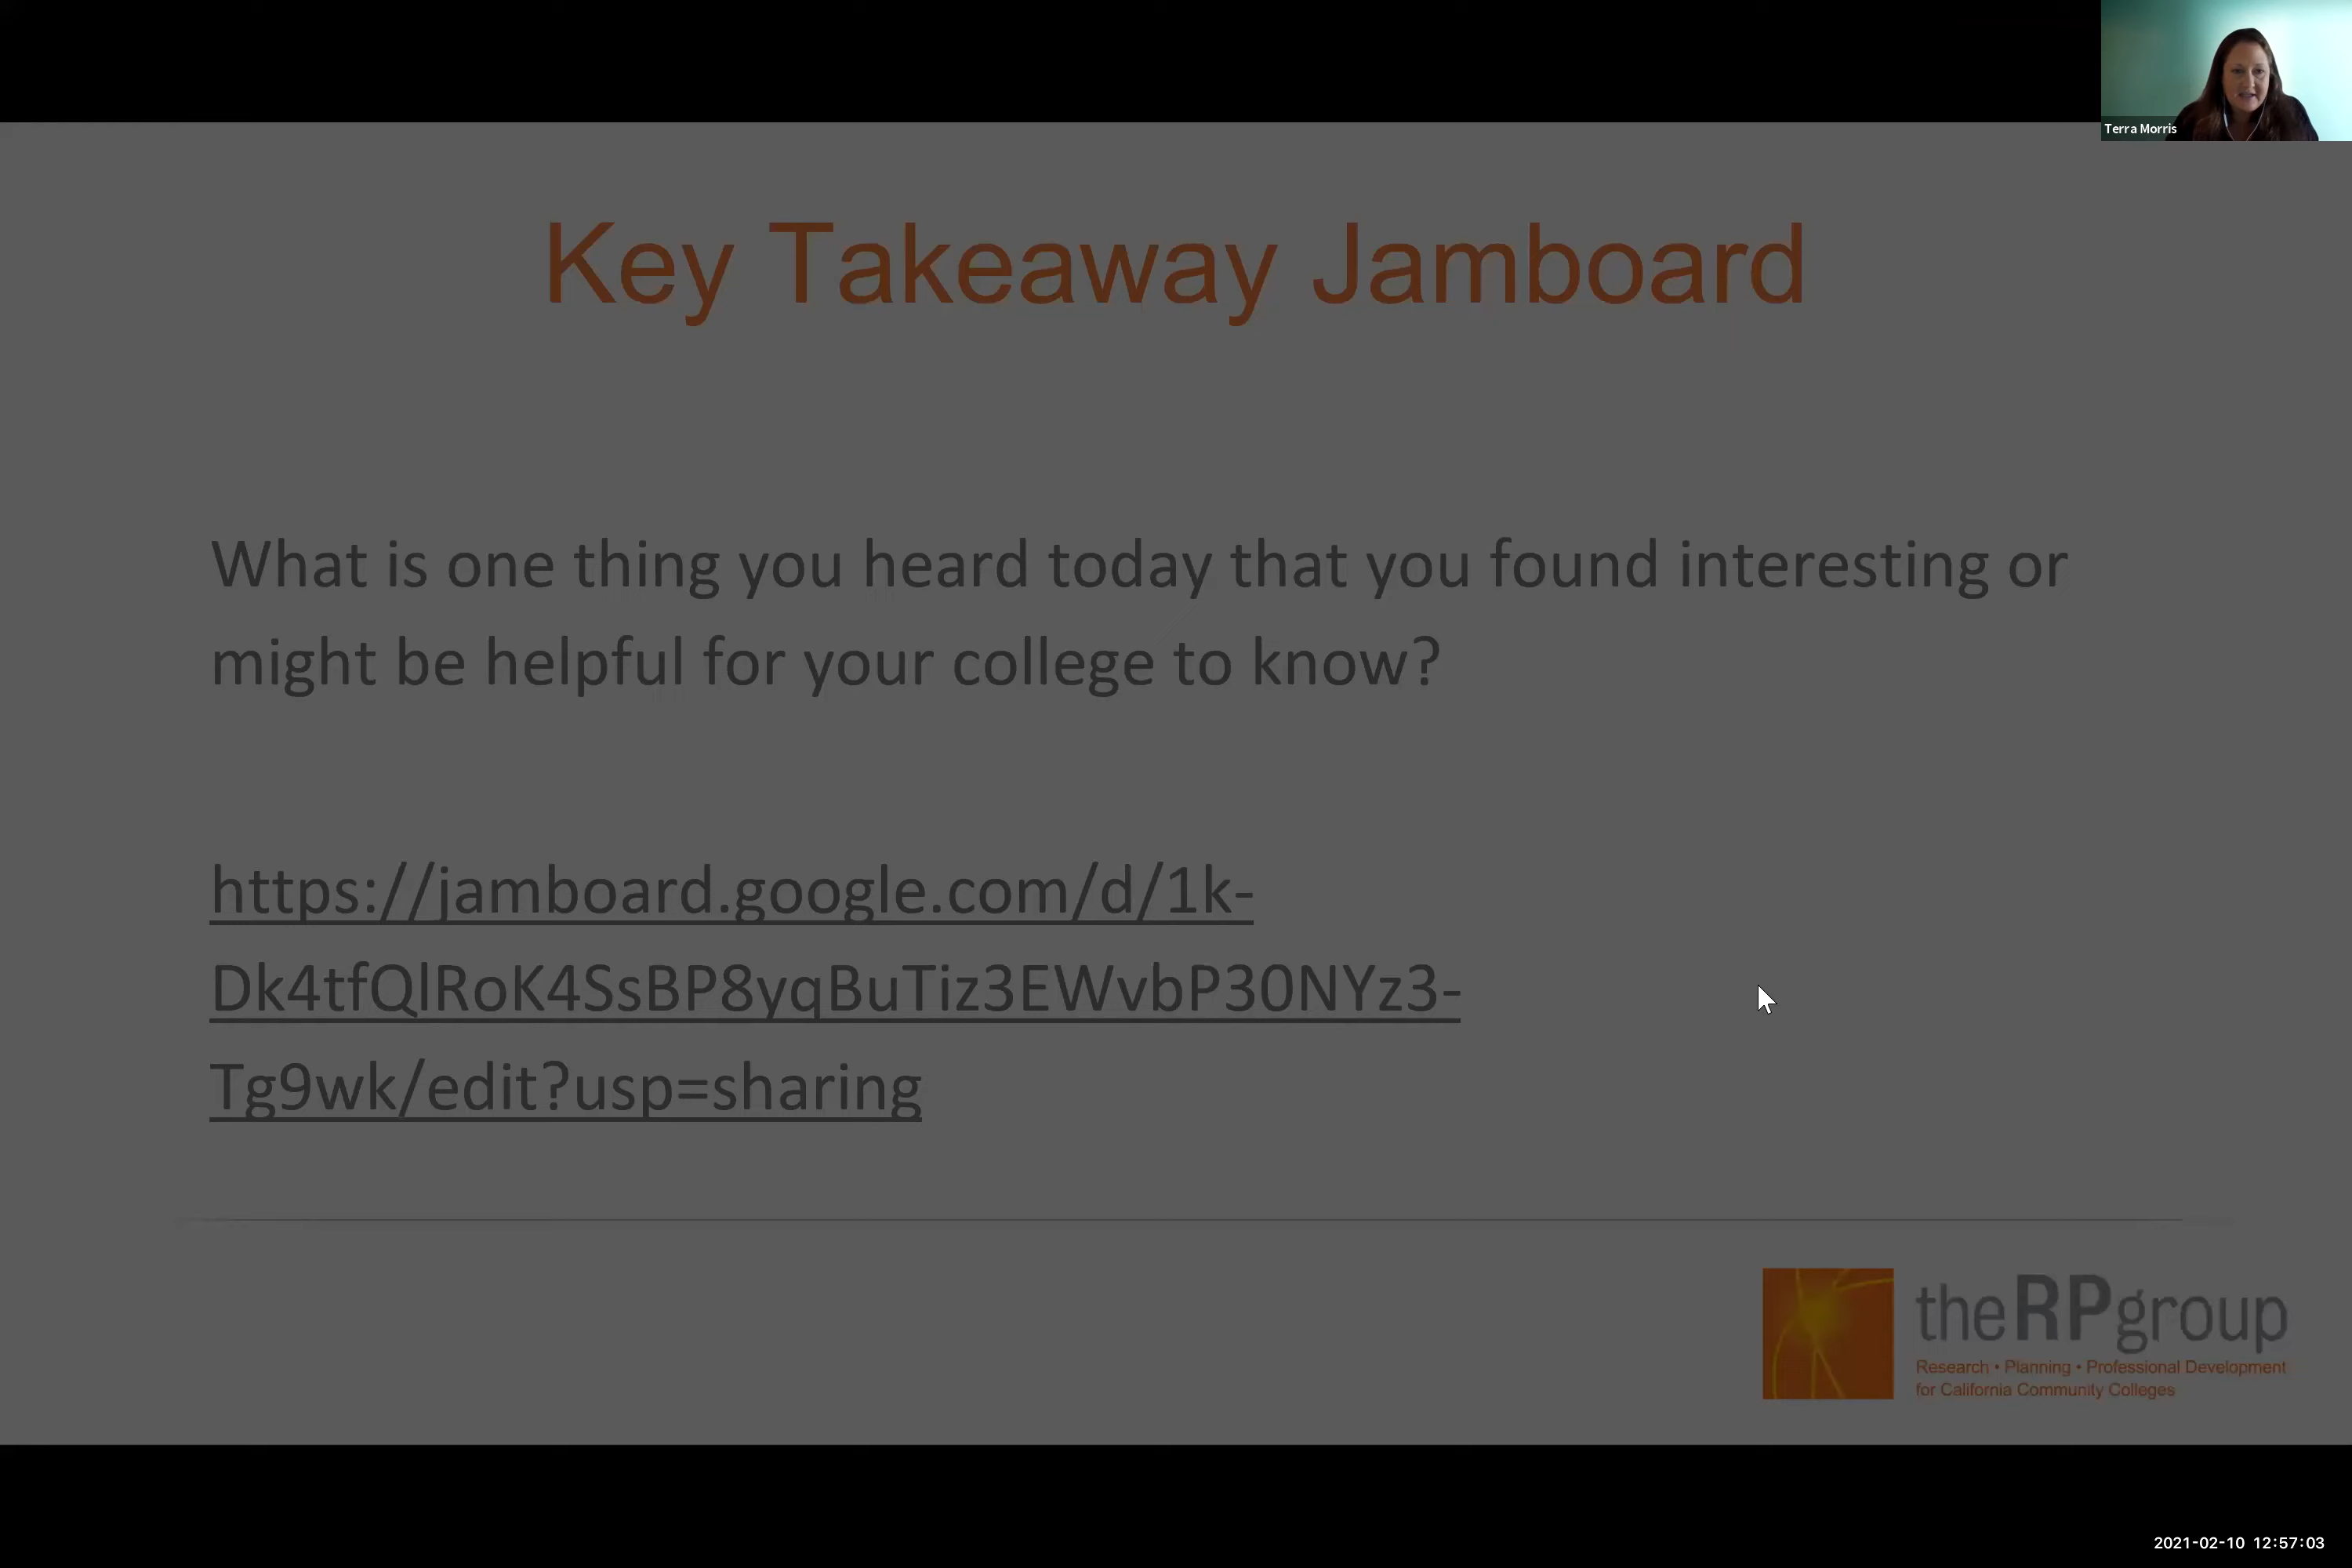 Terra Morris
Key Takeaway Jamboard
What is one thing you heard today that you found interesting or
might be helpful for your college to know?
https://jamboard.google.com/d/1k-
Dk4tfQlRoK4SsBP8yqBuTiz3EWvbP30NYz3-
Tg9wk/edit?usp=sharing
theRPgroup
Research • Planning • Professional Development
for California Community Colleges
2021-02-10 12:57:03